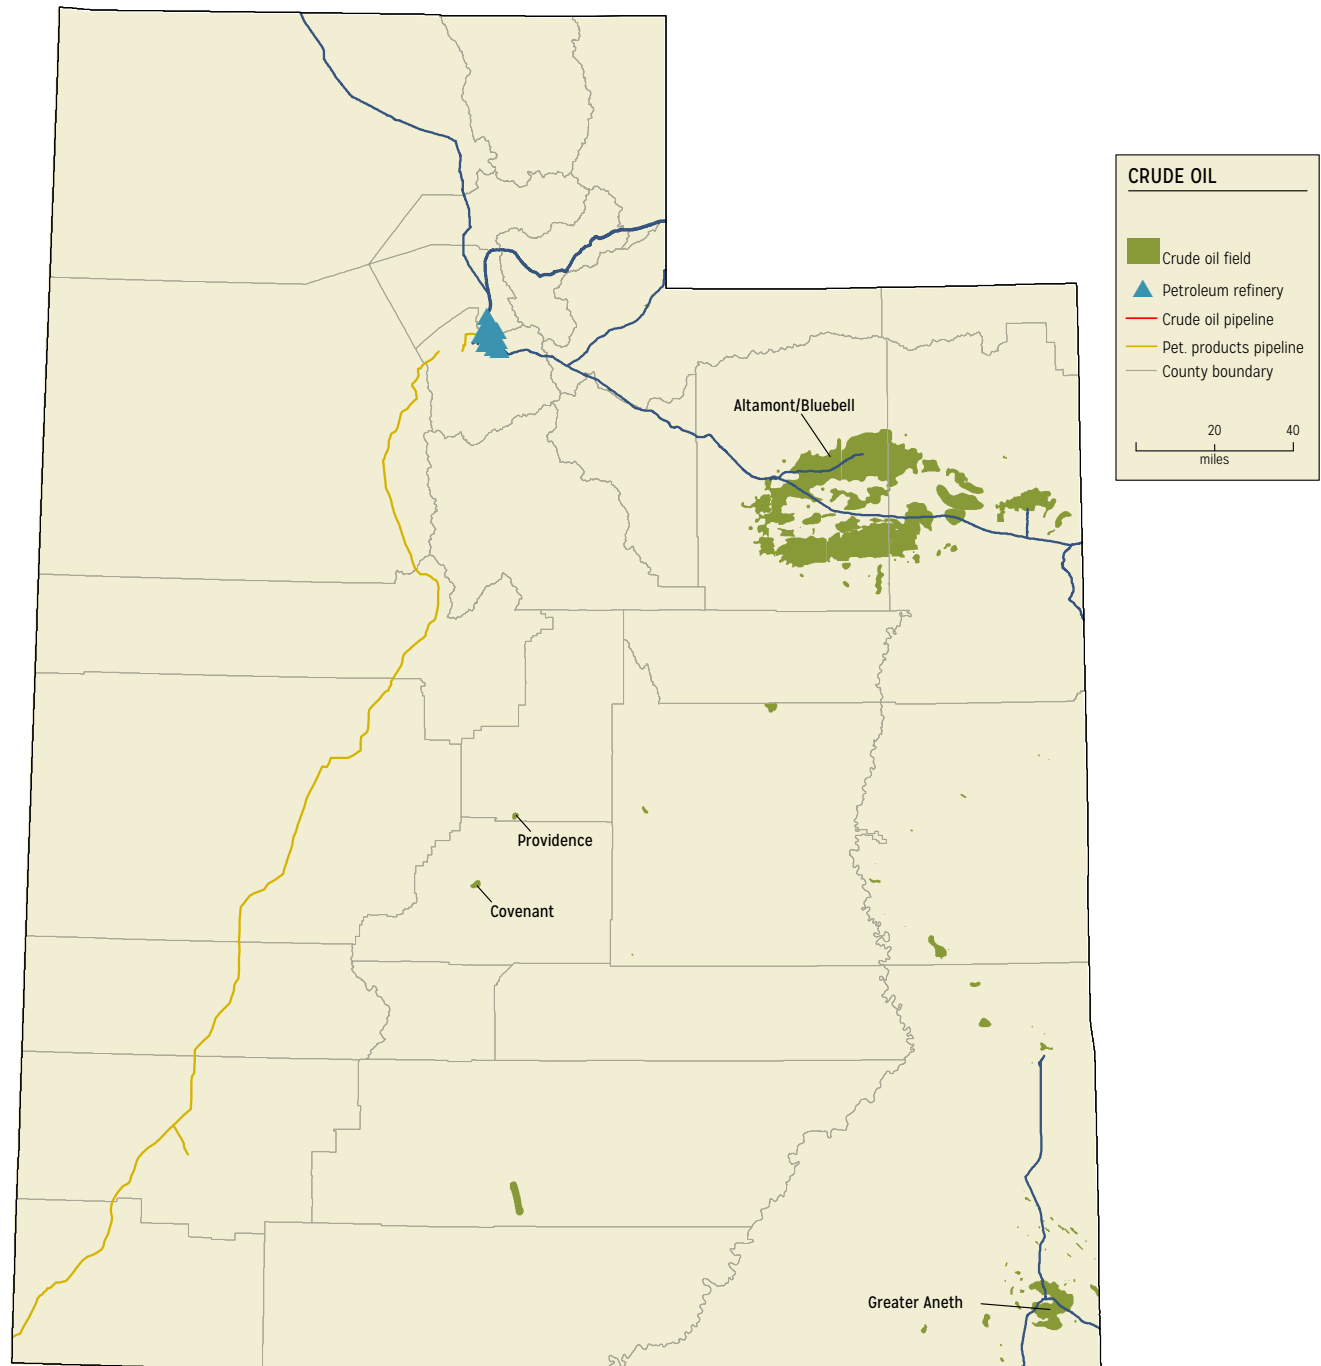 CRUDE OIL
Crude oil field
Petroleum refinery
Crude oil pipeline
Pet. products pipeline
County boundary
20 40
miles
Altamont/Bluebell
Providence
Covenant
Greater Aneth